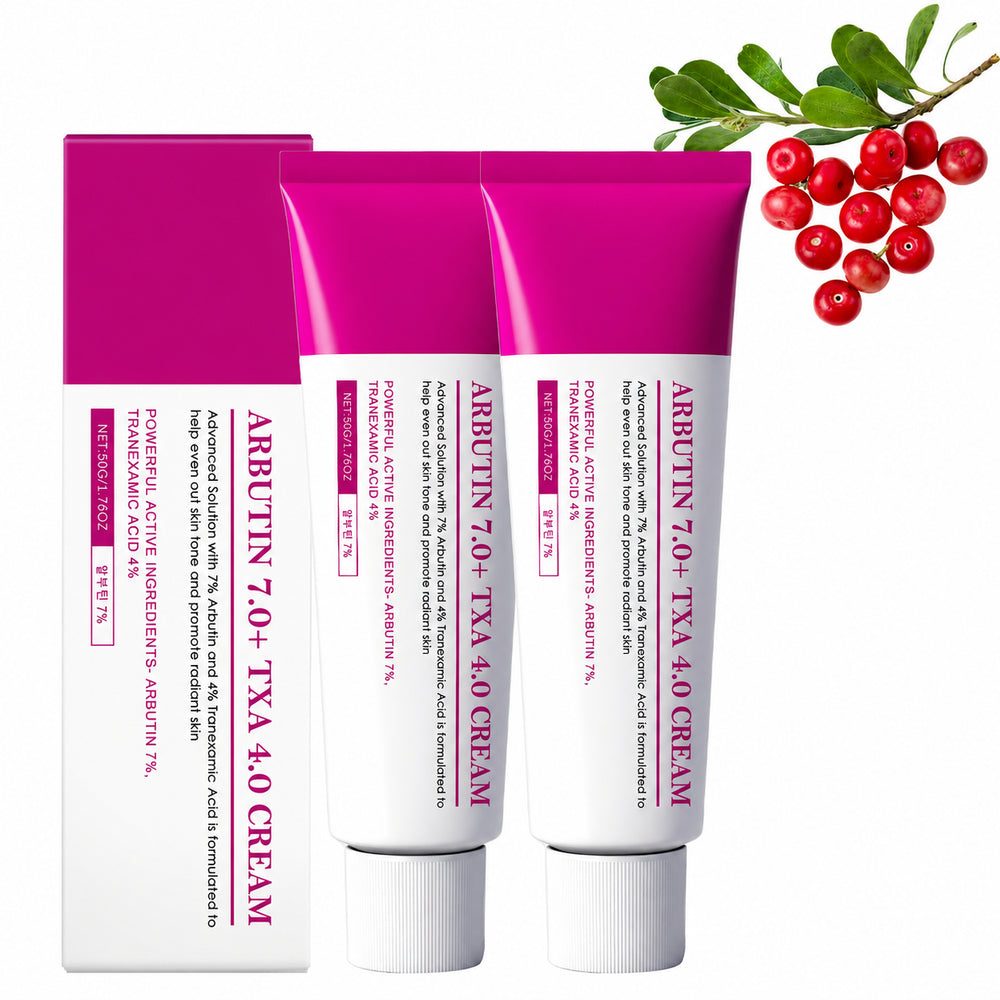 ARBUTIN 7.0+ TXA 4.0 CREAM
Advanced Solution with 7% Arbutin and 4% Tranexamic Acid is formulated to
help even out skin tone and promote radiant skin
POWERFUL ACTIVE INGREDIENTS- ARBUTIN 7%,
TRANEXAMIC ACID 4%
NET:50G/1.76OZ 알부틴 7%
ARBUTIN 7.0+ TXA 4.0 CREAM
Advanced Solution with 7% Arbutin and 4% Tranexamic Acid is formulated to
help even out skin tone and promote radiant skin
POWERFUL ACTIVE INGREDIENTS- ARBUTIN 7%,
TRANEXAMIC ACID 4%
NET:50G/1.76OZ 알부틴 7%
ARBUTIN 7.0+ TXA 4.0 CREAM
Advanced Solution with 7% Arbutin and 4% Tranexamic Acid is formulated to
help even out skin tone and promote radiant skin
POWERFUL ACTIVE INGREDIENTS- ARBUTIN 7%,
TRANEXAMIC ACID 4%
NET:50G/1.76OZ 알부틴 7%